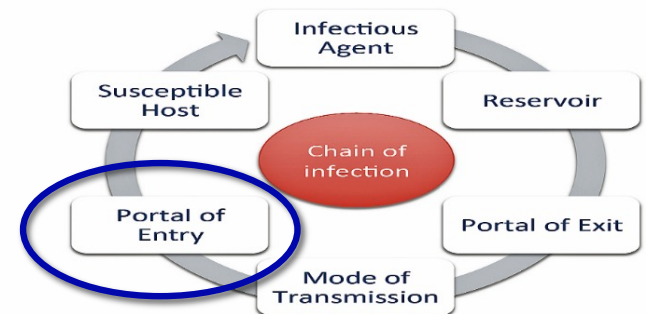 Infectious
Agent
Susceptible
Host
Reservoir
Chain of
infection
Portal of
Entry
Portal of Exit
Mode of
Transmission